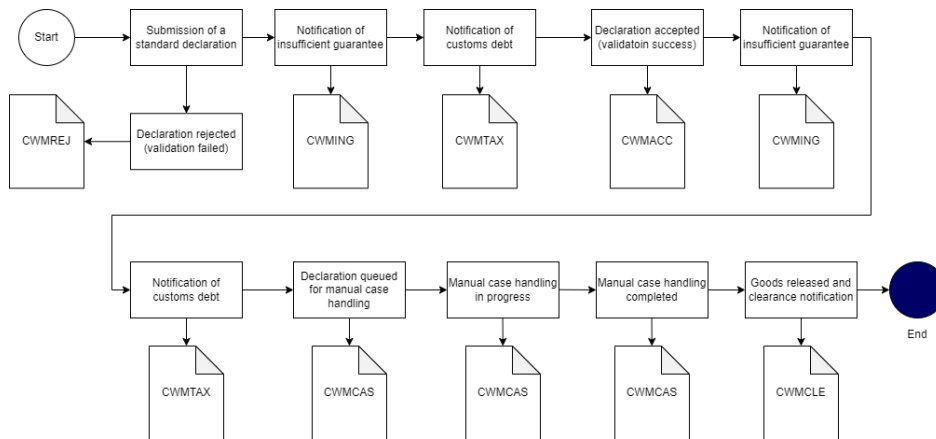 Start
Submission of a
standard declaration
Notification of
insufficient guarantee
Notification of
customs debt
Declaration accepted
(validatoin success)
Notification of
insufficient guarantee
CWMREJ
Declaration rejected
(validation failed)
CWMING
CWMTAX
CWMACC
CWMING
Notification of
customs debt
Declaration queued
for manual case
handling
Manual case handling
in progress
Manual case handling
completed
Goods released and
clearance notification
End
CWMTAX
CWMCAS
CWMCAS
CWMCAS
CWMCLE